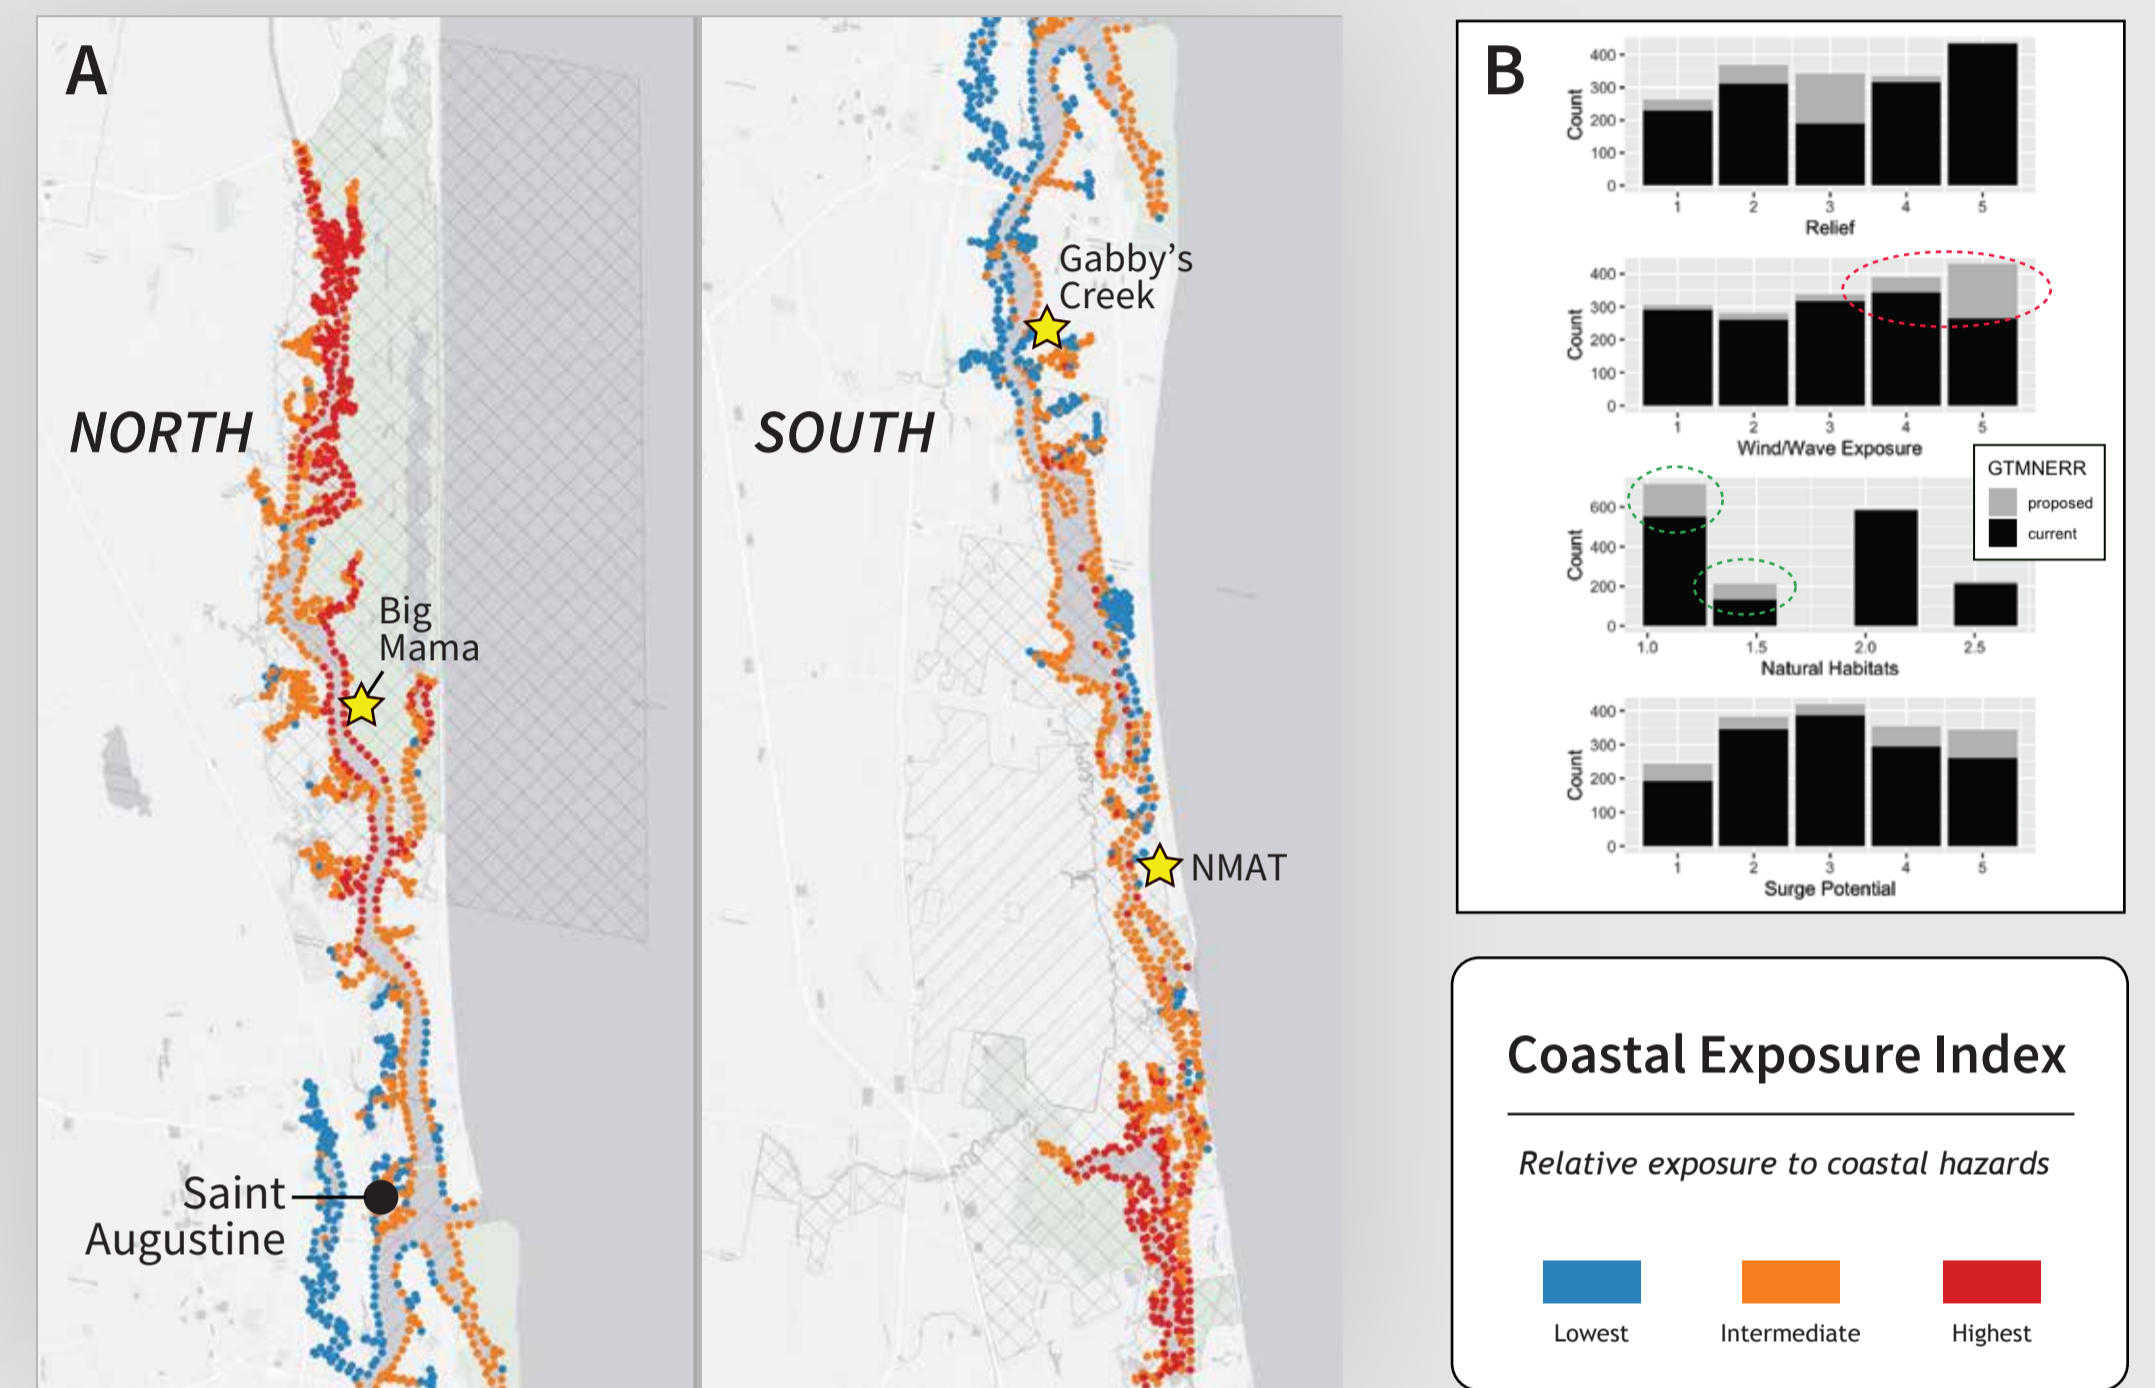 A
NORTH
Big
Mama
Saint
Augustine
SOUTH
Gabby’s
Creek
NMAT
B
Count
400
300
200
100
0
1 2 3 4 5
Relief
Count
400
300
200
100
0
1 2 3 4 5
Wind/Wave Exposure
GTMNERR
proposed
current
Count
600
400
200
0
1.0 1.5 2.0 2.5
Natural Habitats
Count
400
300
200
100
0
1 2 3 4 5
Surge Potential
Coastal Exposure Index
Relative exposure to coastal hazards
Lowest Intermediate Highest